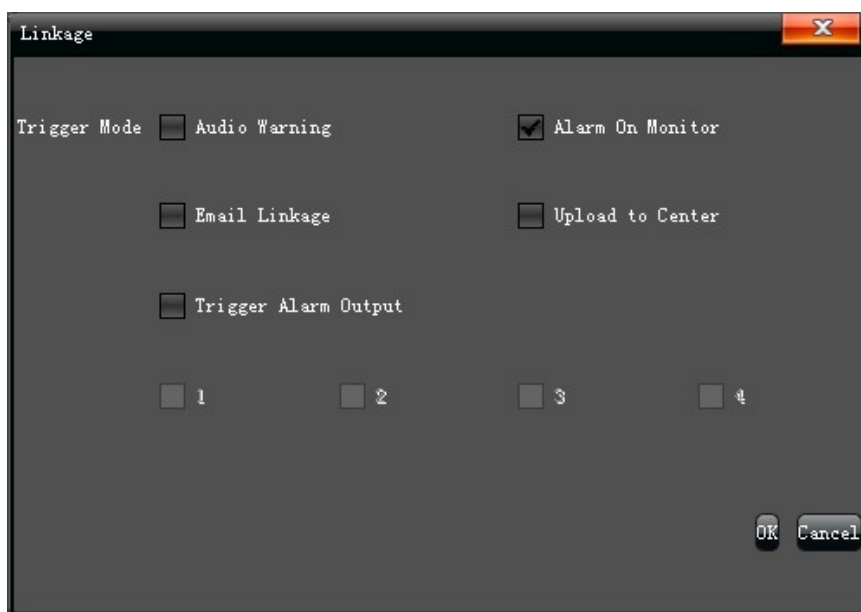 Linkage
Trigger Mode Audio Warning Alarm On Monitor
Email Linkage Upload to Center
Trigger Alarm Output
1 2 3 4
OK Cancel